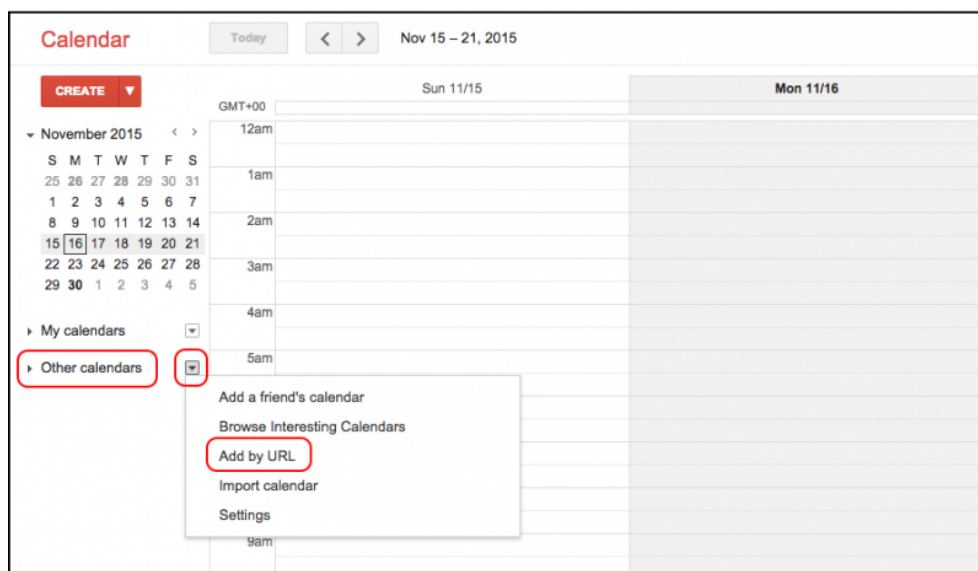 Calendar
Today
Nov 15 – 21, 2015
CREATE
Sun 11/15
Mon 11/16
GMT+00
November 2015
S M T W T F S
25 26 27 28 29 30 31
1 2 3 4 5 6 7
8 9 10 11 12 13 14
15 16 17 18 19 20 21
22 23 24 25 26 27 28
29 30 1 2 3 4 5
My calendars
Other calendars
12am
1am
2am
3am
4am
5am
Add a friend's calendar
Browse Interesting Calendars
Add by URL
Import calendar
Settings
9am